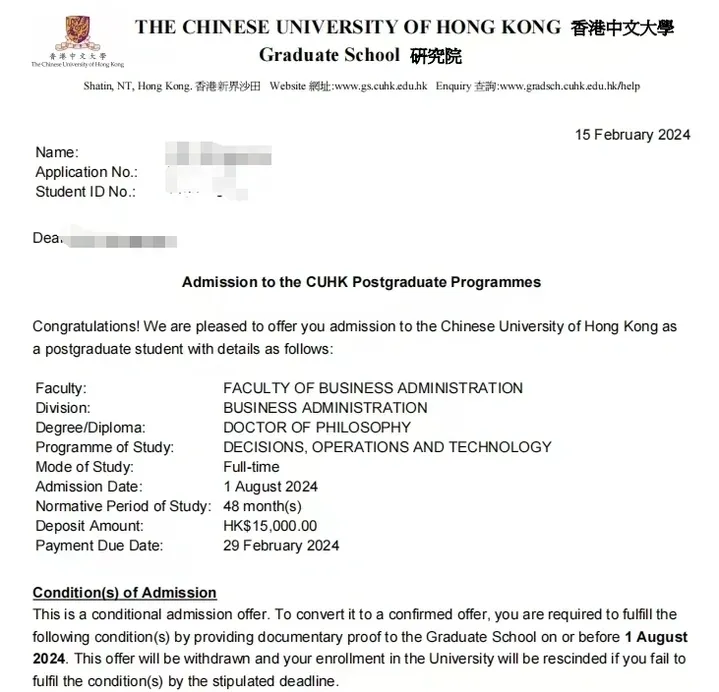 THE CHINESE UNIVERSITY OF HONG KONG 香港中文大學
Graduate School 研究院
香港中文大學
The Chinese University of Hong Kong
Shatin, NT, Hong Kong. 香港新界沙田 Website 網址:www.gs.cuhk.edu.hk Enquiry 查詢:www.gradsch.cuhk.edu.hk/help
15 February 2024
Name:
Application No.:
Student ID No.:
Dea
Admission to the CUHK Postgraduate Programmes
Congratulations! We are pleased to offer you admission to the Chinese University of Hong Kong as
a postgraduate student with details as follows:
Faculty: FACULTY OF BUSINESS ADMINISTRATION
Division: BUSINESS ADMINISTRATION
Degree/Diploma: DOCTOR OF PHILOSOPHY
Programme of Study: DECISIONS, OPERATIONS AND TECHNOLOGY
Mode of Study: Full-time
Admission Date: 1 August 2024
Normative Period of Study: 48 month(s)
Deposit Amount: HK$15,000.00
Payment Due Date: 29 February 2024
Condition(s) of Admission
This is a conditional admission offer. To convert it to a confirmed offer, you are required to fulfill the
following condition(s) by providing documentary proof to the Graduate School on or before 1 August
2024. This offer will be withdrawn and your enrollment in the University will be rescinded if you fail to
fulfil the condition(s) by the stipulated deadline.